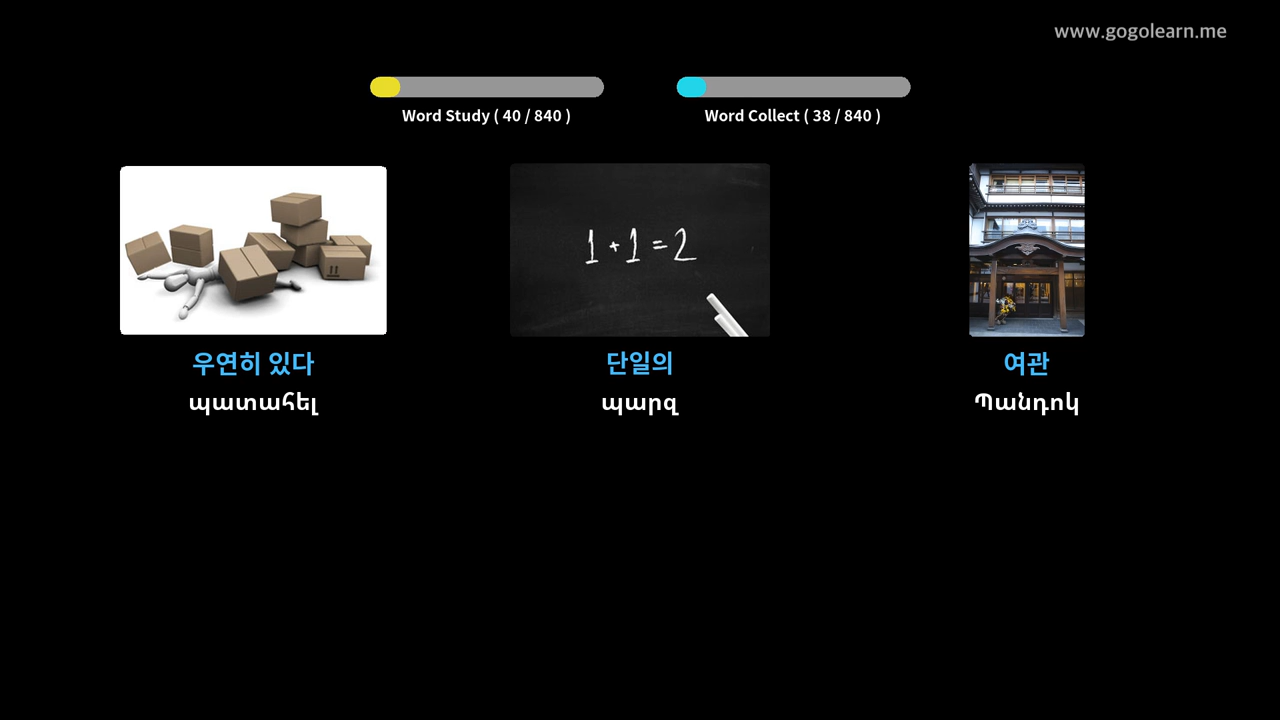 www.gogolearn.me
Word Study ( 40 / 840 )
Word Collect ( 38 / 840 )
1 + 1 = 2
우연히 있다
단일의
여관
պատահել
պարզ
Պանդոկ